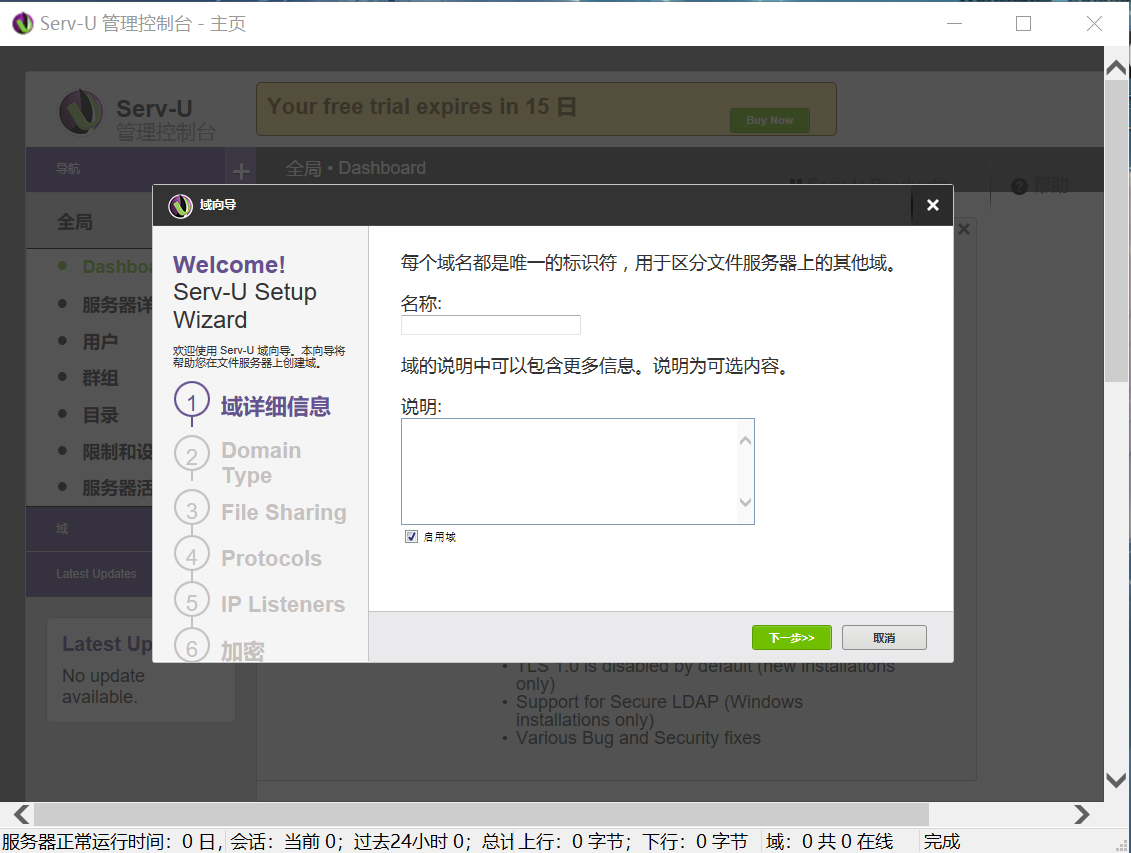 Serv-U 管理控制台 - 主页
Serv-U
管理控制台
Your free trial expires in 15 日
Buy Now
导航
+
全局 • Dashboard
Serv-U Products
帮助
全局
Dashboa
服务器详
用户
群组
目录
限制和设
服务器活
域
Latest Updates
Latest Up
No update
available.
域向导
Welcome!
Serv-U Setup
Wizard
欢迎使用 Serv-U 域向导。本向导将
帮助您在文件服务器上创建域。
1 域详细信息
2 Domain
Type
3 File Sharing
4 Protocols
5 IP Listeners
6 加密
每个域名都是唯一的标识符，用于区分文件服务器上的其他域。
名称:
域的说明中可以包含更多信息。说明为可选内容。
说明:
启用域
下一步>>
取消
• TLS 1.0 is disabled by default (new installations
only)
• Support for Secure LDAP (Windows
installations only)
• Various Bug and Security fixes
服务器正常运行时间：0 日, 会话：当前 0；过去24小时 0；总计 上行：0 字节；下行：0 字节 域：0 共 0 在线 完成